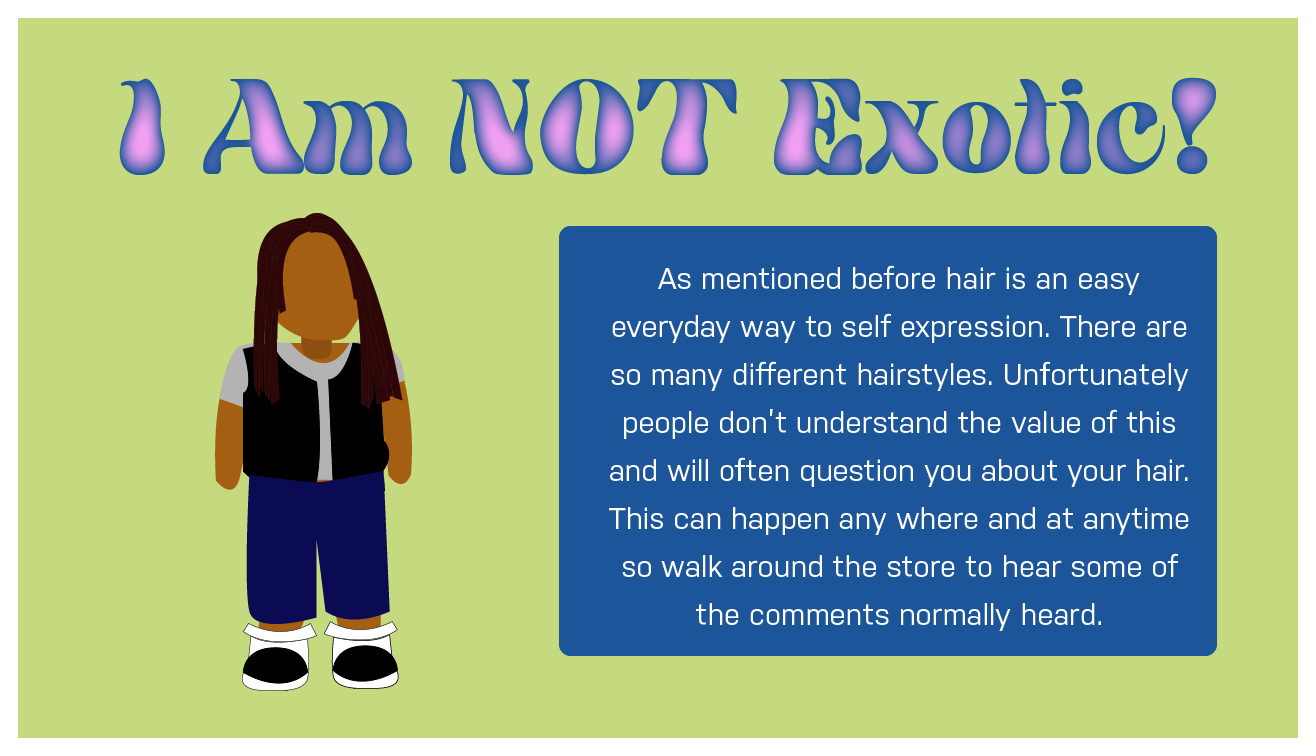 I Am NOT Exotic!
As mentioned before hair is an easy
everyday way to self expression. There are
so many different hairstyles. Unfortunately
people don't understand the value of this
and will often question you about your hair.
This can happen any where and at anytime
so walk around the store to hear some of
the comments normally heard.